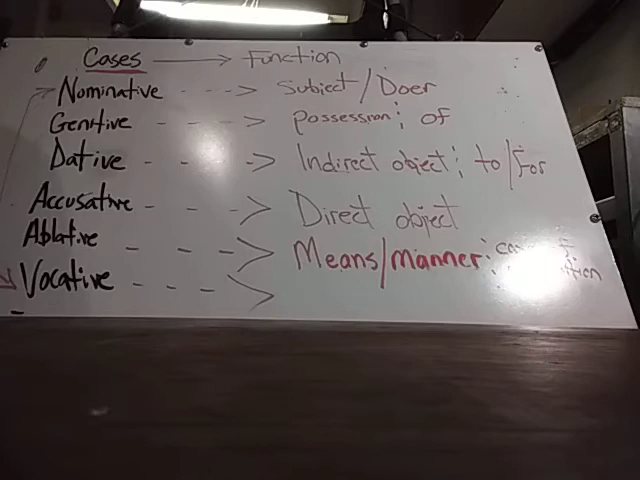 Cases → Function
Nominative - - - > Subject/Doer
Genitive - - - > Possession; of
Dative - - - > Indirect object; to/for
Accusative - - - > Direct object
Ablative - - - > Means/Manner;
Vocative - - - >